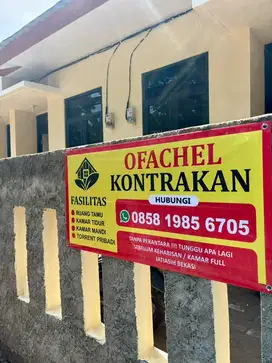 OFACHEL
KONTRAKAN
HUBUNGI
0858 1985 6705
FASILITAS
RUANG TAMU
KAMAR TIDUR
KAMAR MANDI
TORRENT PRIBADI
TANPA PERANTARA !!! TUNGGU APA LAGI
SEBELUM KEHABISAN / KAMAR FULL
JATIASIH BEKASI